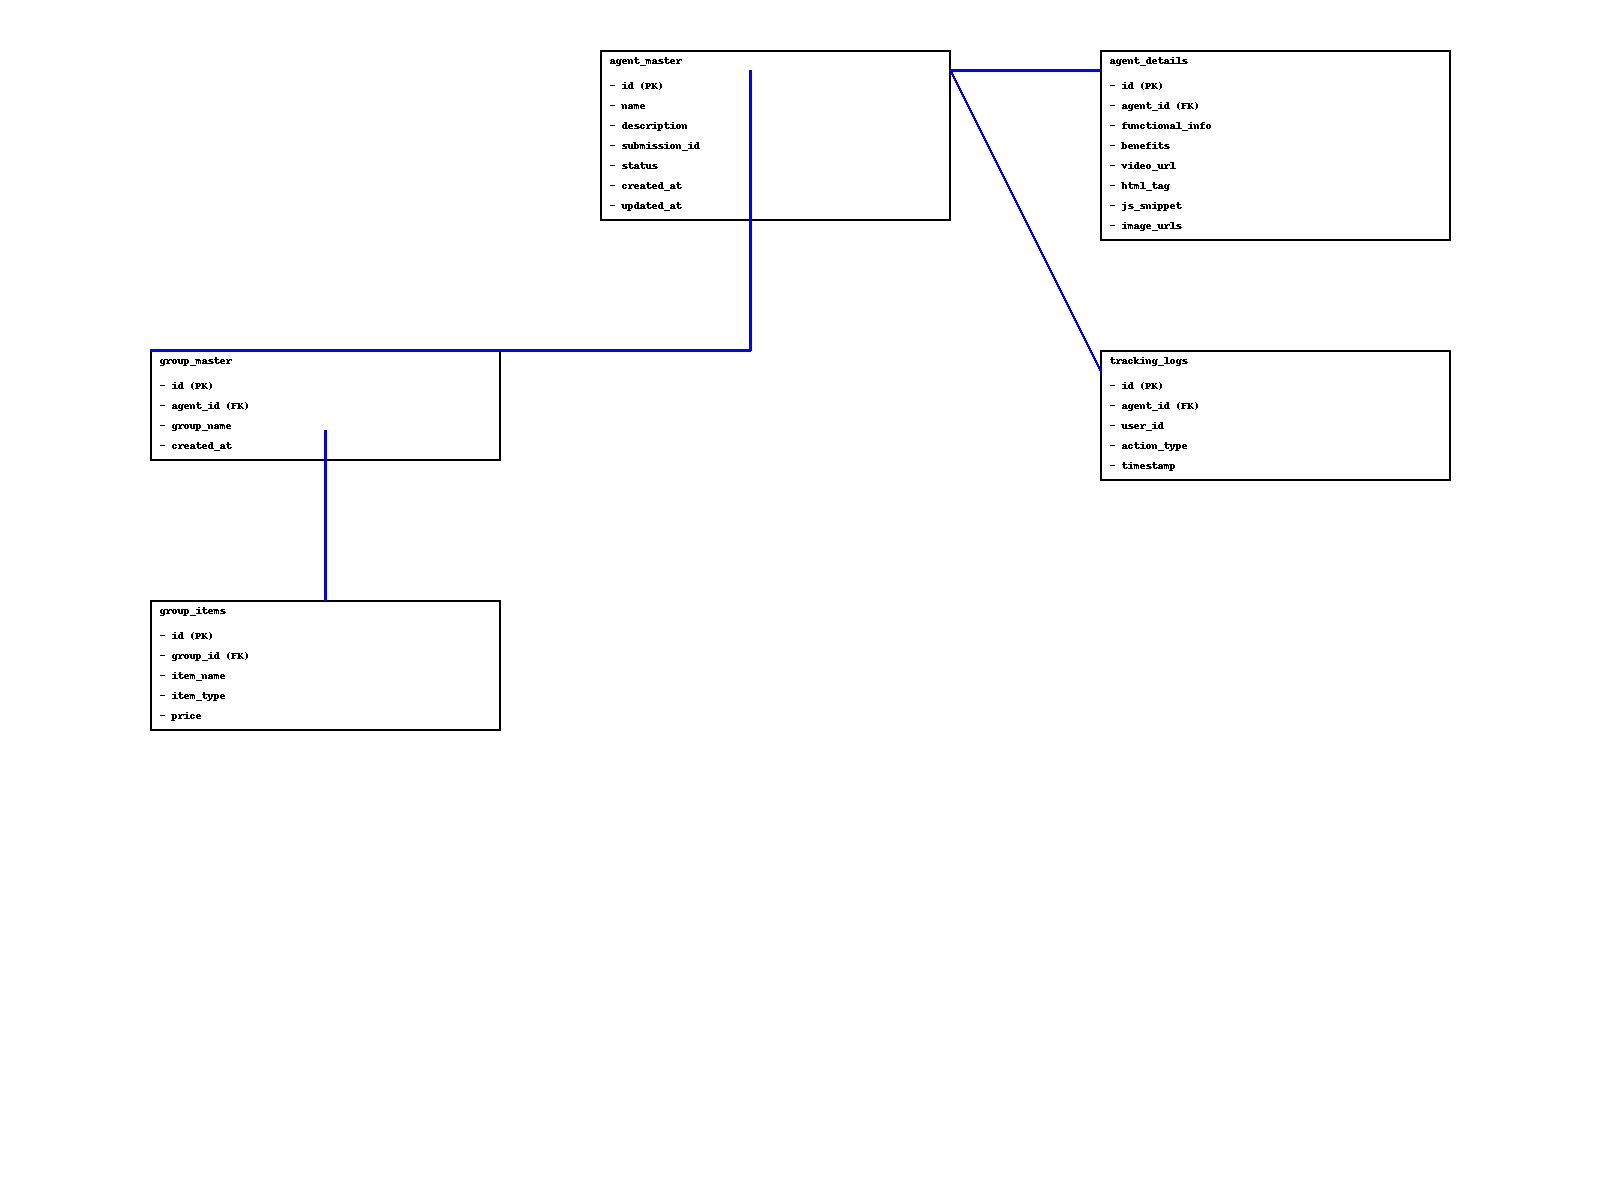 agent_master
- id (PK)
- name
- description
- submission_id
- status
- created_at
- updated_at
agent_details
- id (PK)
- agent_id (FK)
- functional_info
- benefits
- video_url
- html_tag
- js_snippet
- image_urls
group_master
- id (PK)
- agent_id (FK)
- group_name
- created_at
tracking_logs
- id (PK)
- agent_id (FK)
- user_id
- action_type
- timestamp
group_items
- id (PK)
- group_id (FK)
- item_name
- item_type
- price